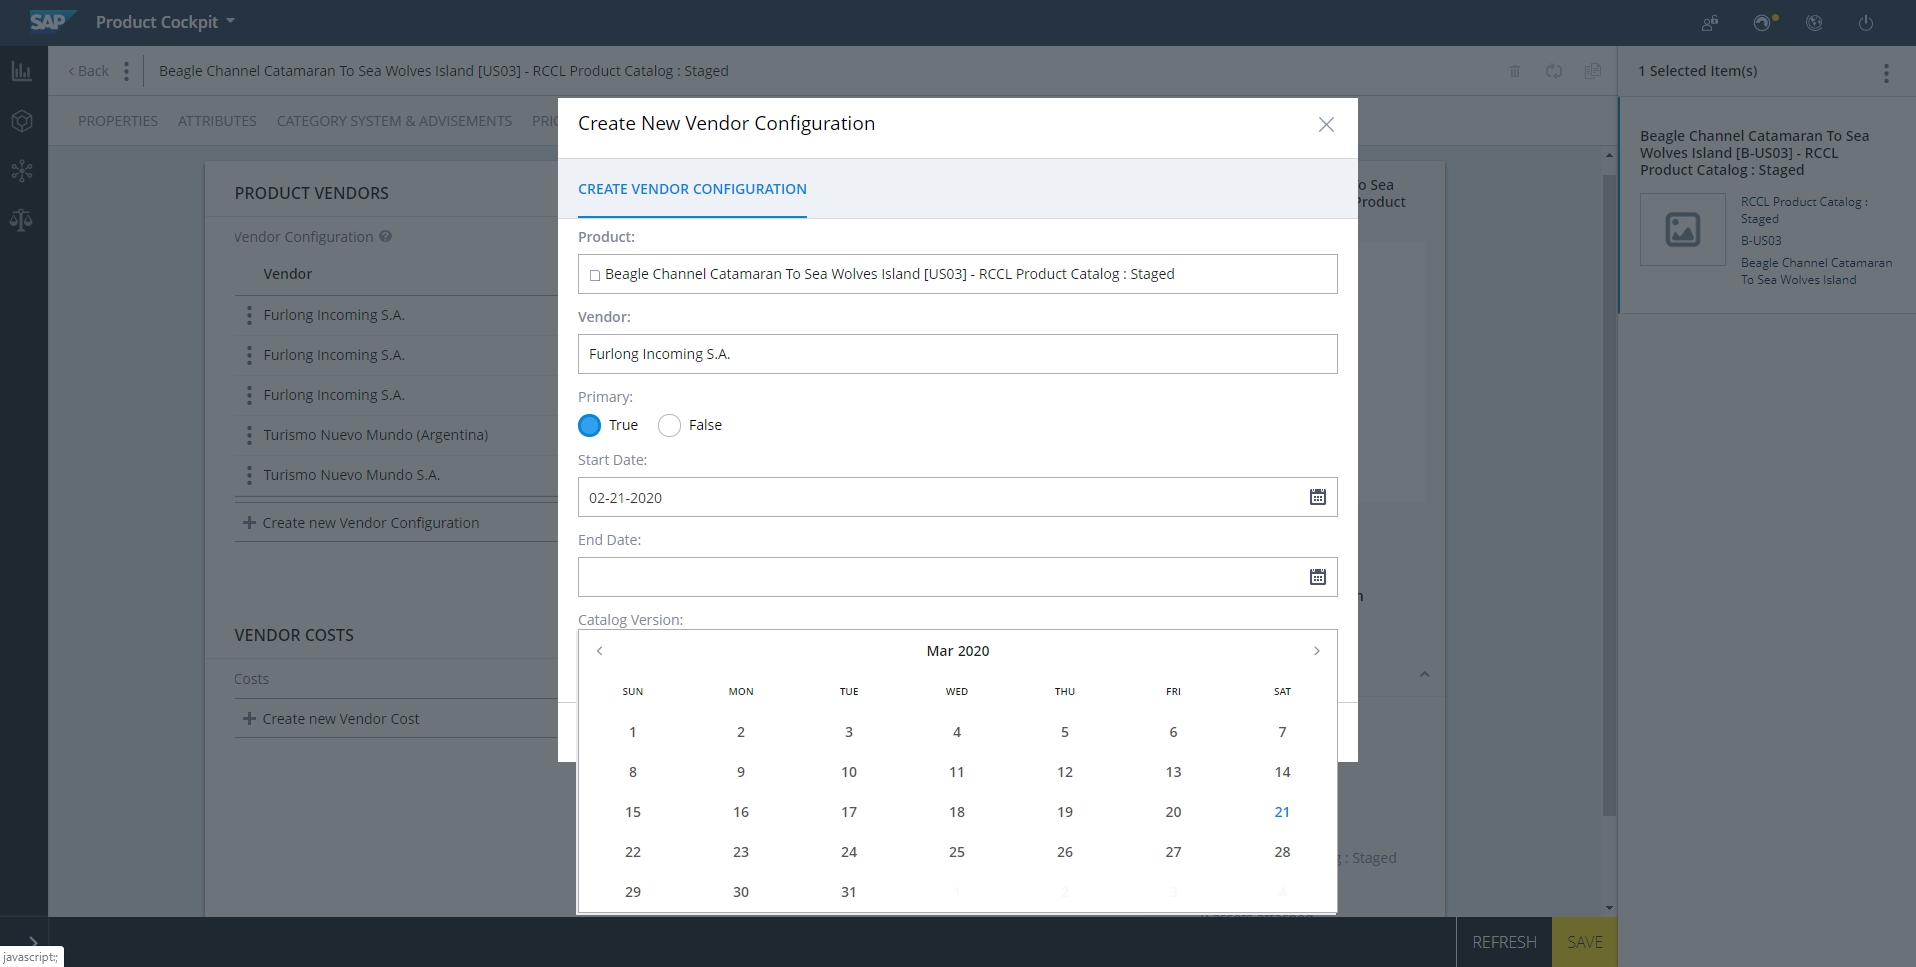 SAP Product Cockpit
Back
Beagle Channel Catamaran To Sea Wolves Island [US03] - RCCL Product Catalog : Staged
1 Selected Item(s)
PROPERTIES ATTRIBUTES CATEGORY SYSTEM & ADVISEMENTS
PRODUCT VENDORS
Vendor Configuration
Vendor
Furlong Incoming S.A.
Furlong Incoming S.A.
Furlong Incoming S.A.
Turismo Nuevo Mundo (Argentina)
Turismo Nuevo Mundo S.A.
Create new Vendor Configuration
VENDOR COSTS
Costs
Create new Vendor Cost
Create New Vendor Configuration
CREATE VENDOR CONFIGURATION
Product:
Beagle Channel Catamaran To Sea Wolves Island [US03] - RCCL Product Catalog : Staged
Vendor:
Furlong Incoming S.A.
Primary:
True False
Start Date:
02-21-2020
End Date:
Catalog Version:
Mar 2020
SUN MON TUE WED THU FRI SAT
1 2 3 4 5 6 7
8 9 10 11 12 13 14
15 16 17 18 19 20 21
22 23 24 25 26 27 28
29 30 31 1 2 3 4
o Sea
Product
n
: Staged
Beagle Channel Catamaran To Sea
Wolves Island [B-US03] - RCCL
Product Catalog : Staged
RCCL Product Catalog :
Staged
B-US03
Beagle Channel Catamaran
To Sea Wolves Island
REFRESH SAVE
javascript:;